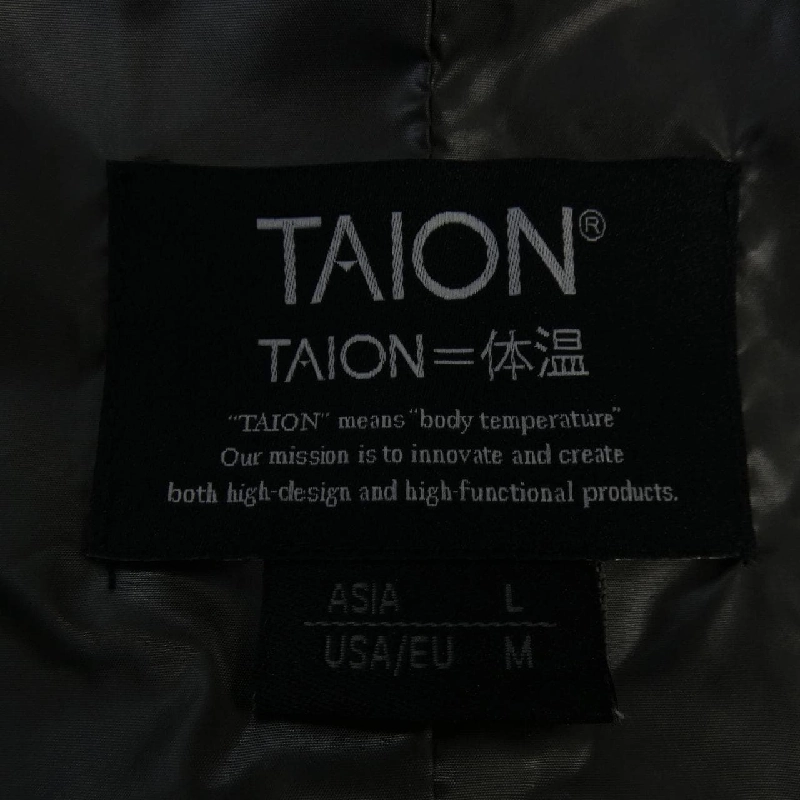 TAION®
TAION=体温
"TAION" means "body temperature"
Our mission is to innovate and create
both high-design and high-functional products.
ASIA L
USA/EU M